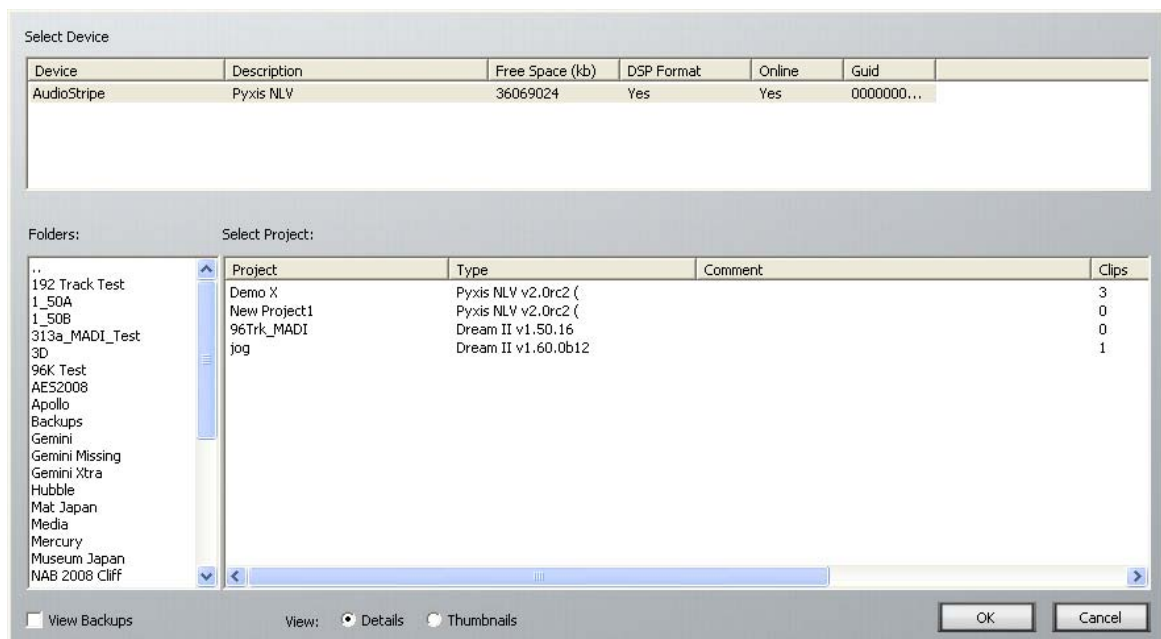 Select Device
Device Description Free Space (kb) DSP Format Online Guid
AudioStripe Pyxis NLV 36069024 Yes Yes 0000000...
Folders: Select Project:
..
192 Track Test
1_50A
1_50B
313a_MADI_Test
3D
96K Test
AES2008
Apollo
Backups
Gemini
Gemini Missing
Gemini Xtra
Hubble
Mat Japan
Media
Mercury
Museum Japan
NAB 2008 Cliff
Project Type Comment Clips
Demo X Pyxis NLV v2.0rc2 ( 3
New Project1 Pyxis NLV v2.0rc2 ( 0
96Trk_MADI Dream II v1.50.16 0
jog Dream II v1.60.0b12 1
View Backups View: Details Thumbnails OK Cancel